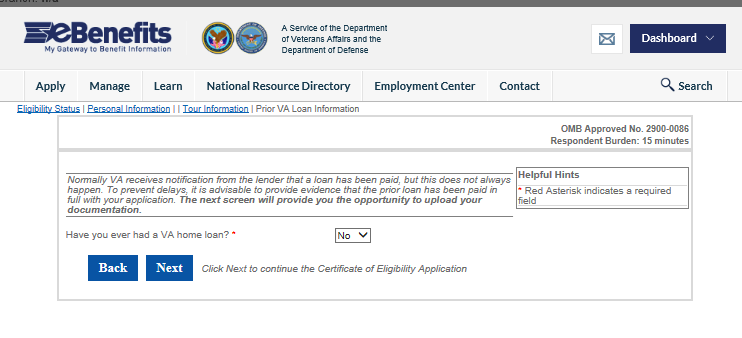 eBenefits
My Gateway to Benefit Information
A Service of the Department
of Veterans Affairs and the
Department of Defense
Dashboard
Apply Manage Learn National Resource Directory Employment Center Contact Search
Eligibility Status | Personal Information | | Tour Information | Prior VA Loan Information
OMB Approved No. 2900-0086
Respondent Burden: 15 minutes
Normally VA receives notification from the lender that a loan has been paid, but this does not always
happen. To prevent delays, it is advisable to provide evidence that the prior loan has been paid in
full with your application. The next screen will provide you the opportunity to upload your
documentation.
Helpful Hints
* Red Asterisk indicates a required
field
Have you ever had a VA home loan? * No
Back Next Click Next to continue the Certificate of Eligibility Application